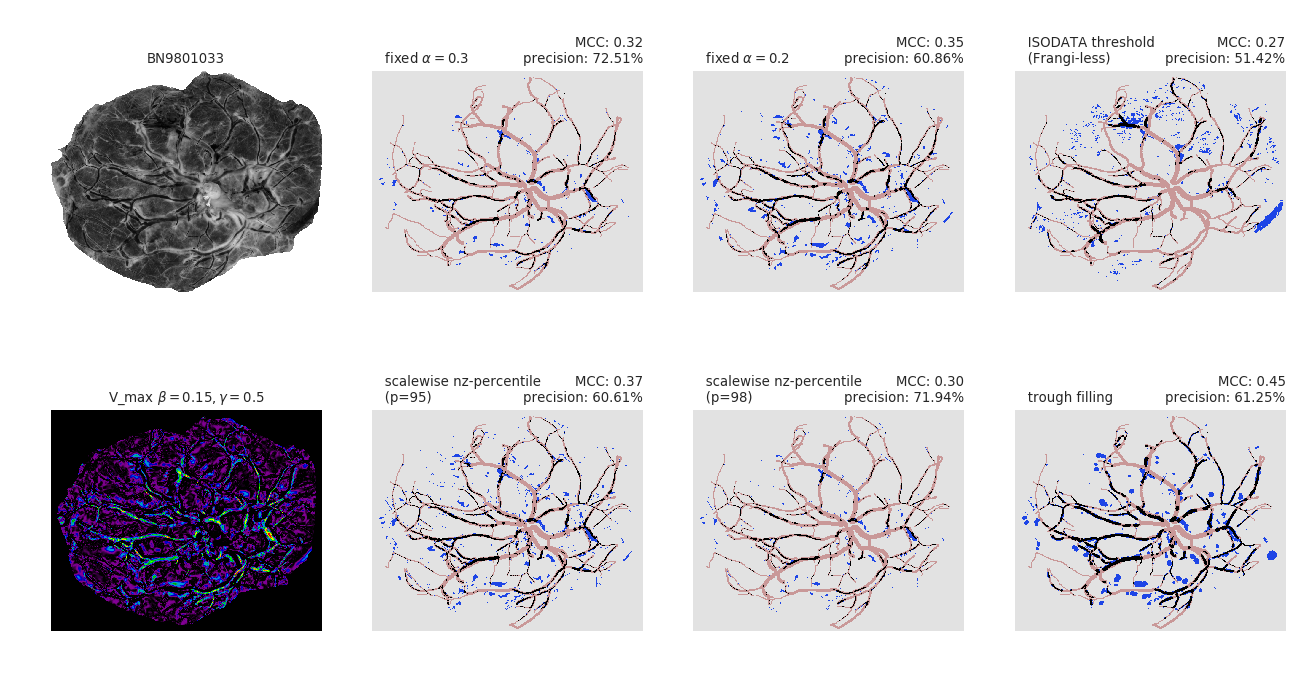 BN9801033
fixed α = 0.3
MCC: 0.32
precision: 72.51%
fixed α = 0.2
MCC: 0.35
precision: 60.86%
ISODATA threshold
(Frangi-less)
MCC: 0.27
precision: 51.42%
V_max β = 0.15, γ = 0.5
scalewise nz-percentile
(p=95)
MCC: 0.37
precision: 60.61%
scalewise nz-percentile
(p=98)
MCC: 0.30
precision: 71.94%
trough filling
MCC: 0.45
precision: 61.25%